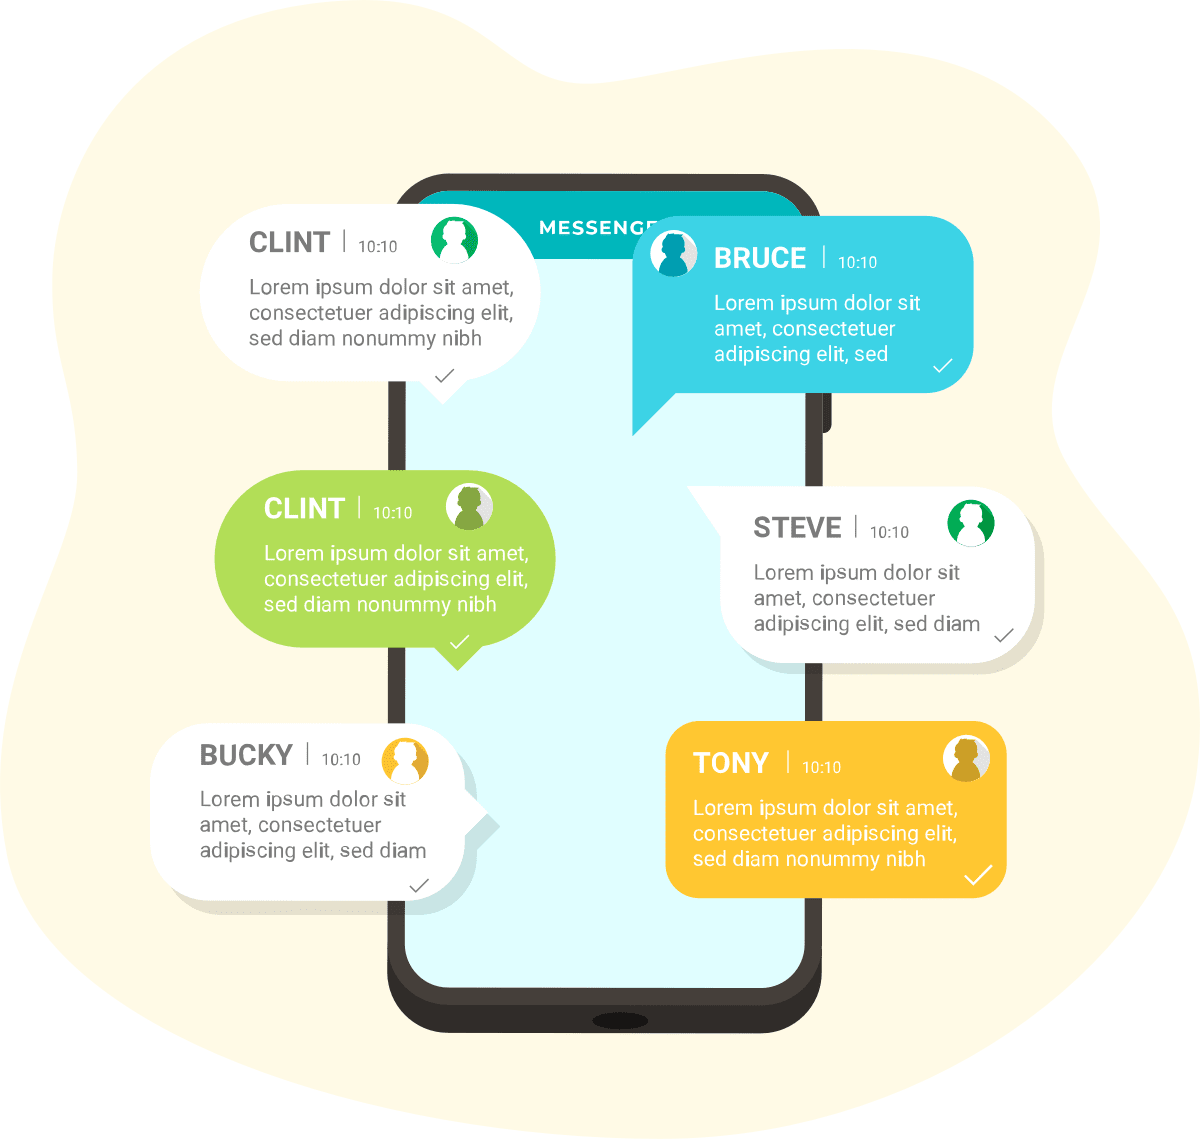 MESSENGE
CLINT 10:10
Lorem ipsum dolor sit amet,
consectetuer adipiscing elit,
sed diam nonummy nibh
BRUCE 10:10
Lorem ipsum dolor sit
amet, consectetuer
adipiscing elit, sed
CLINT 10:10
Lorem ipsum dolor sit amet,
consectetuer adipiscing elit,
sed diam nonummy nibh
STEVE 10:10
Lorem ipsum dolor sit
amet, consectetuer
adipiscing elit, sed diam
BUCKY 10:10
Lorem ipsum dolor sit
amet, consectetuer
adipiscing elit, sed diam
TONY 10:10
Lorem ipsum dolor sit amet,
consectetuer adipiscing elit,
sed diam nonummy nibh